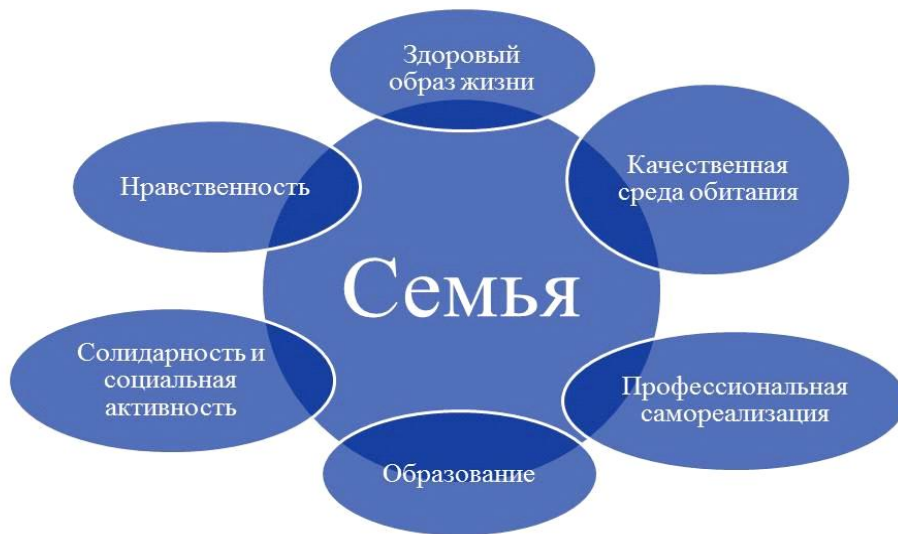 Здоровый
образ жизни
Качественная
среда обитания
Нравственность
Семья
Солидарность и
социальная
активность
Профессиональная
самореализация
Образование